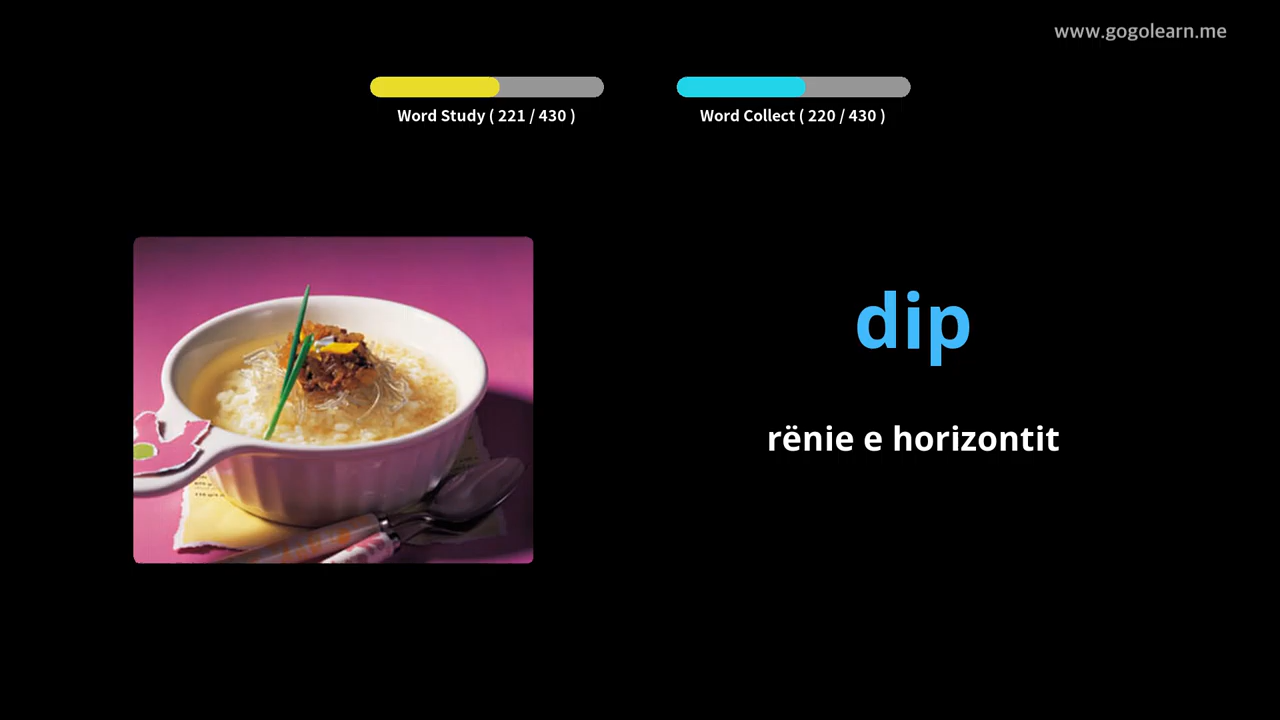 www.gogolearn.me
Word Study ( 221 / 430 )
Word Collect ( 220 / 430 )
dip
rënie e horizontit